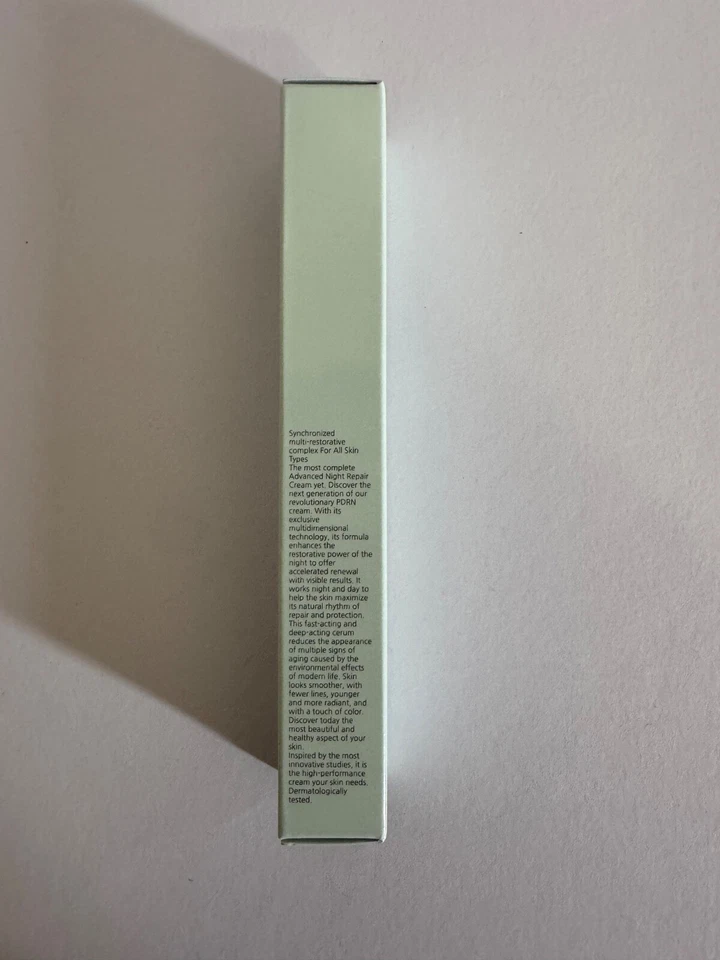 Synchronized
multi-restorative
complex For All Skin
Types
The most complete
Advanced Night Repair
Cream yet. Discover the
next generation of our
revolutionary PDRN
cream. With its
exclusive
multidimensional
technology, its formula
enhances the
restorative power of the
night to offer
accelerated renewal
with visible results. It
works night and day to
help the skin maximize
its natural rhythm of
repair and protection.
This fast-acting and
deep-acting cerum
reduces the appearance
of multiple signs of
aging caused by the
environmental effects
of modern life. Skin
looks smoother, with
fewer lines, younger
and more radiant, and
with a touch of color.
Discover today the
most beautiful and
healthy aspect of your
skin.
Inspired by the most
innovative studies, it is
the high-performance
cream your skin needs.
Dermatologically
tested.